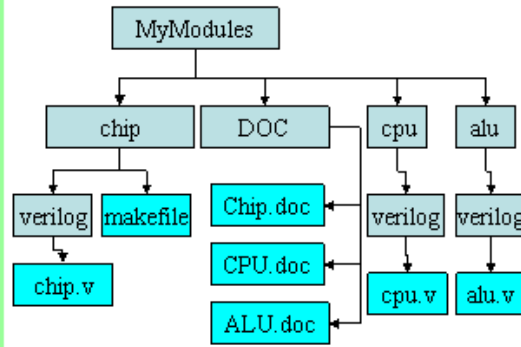 MyModules
chip
DOC
cpu
alu
verilog
makefile
Chip.doc
verilog
verilog
chip.v
CPU.doc
cpu.v
alu.v
ALU.doc